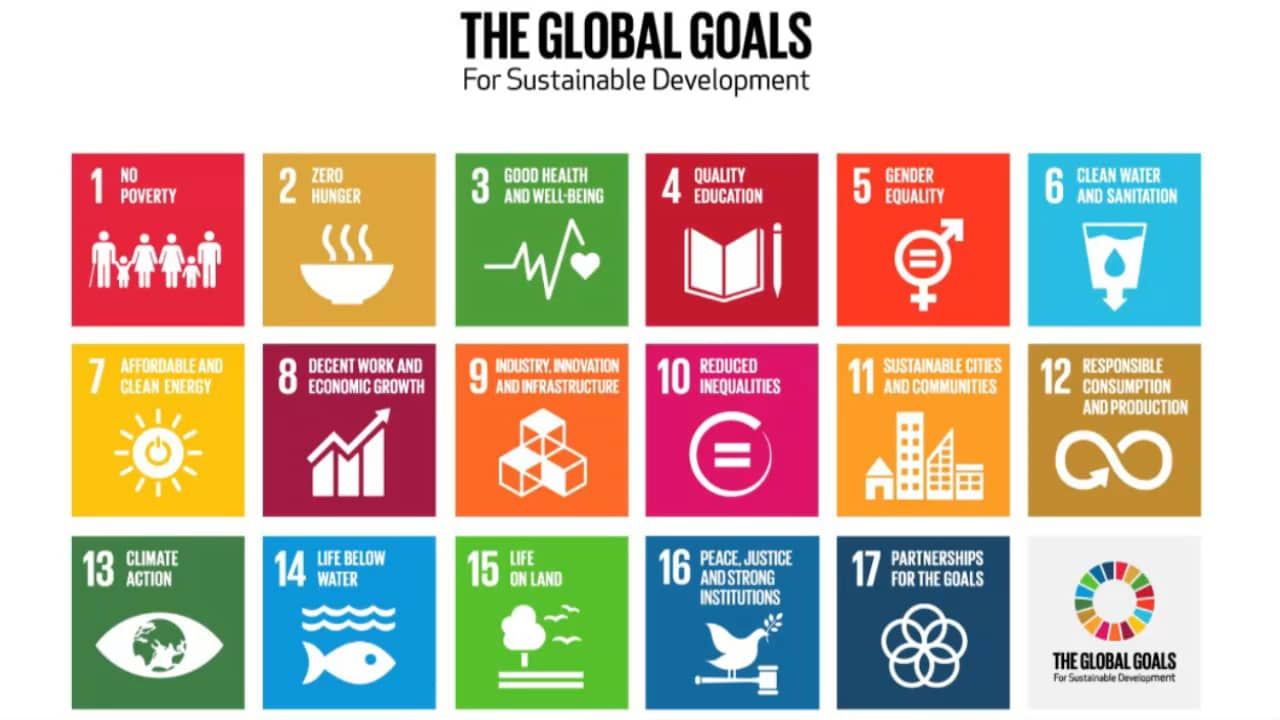 THE GLOBAL GOALS
For Sustainable Development
1 NO
POVERTY
2 ZERO
HUNGER
3 GOOD HEALTH
AND WELL-BEING
4 QUALITY
EDUCATION
5 GENDER
EQUALITY
6 CLEAN WATER
AND SANITATION
7 AFFORDABLE AND
CLEAN ENERGY
8 DECENT WORK AND
ECONOMIC GROWTH
9 INDUSTRY, INNOVATION
AND INFRASTRUCTURE
10 REDUCED
INEQUALITIES
11 SUSTAINABLE CITIES
AND COMMUNITIES
12 RESPONSIBLE
CONSUMPTION
AND PRODUCTION
13 CLIMATE
ACTION
14 LIFE BELOW
WATER
15 LIFE
ON LAND
16 PEACE, JUSTICE
AND STRONG
INSTITUTIONS
17 PARTNERSHIPS
FOR THE GOALS
THE GLOBAL GOALS
For Sustainable Development